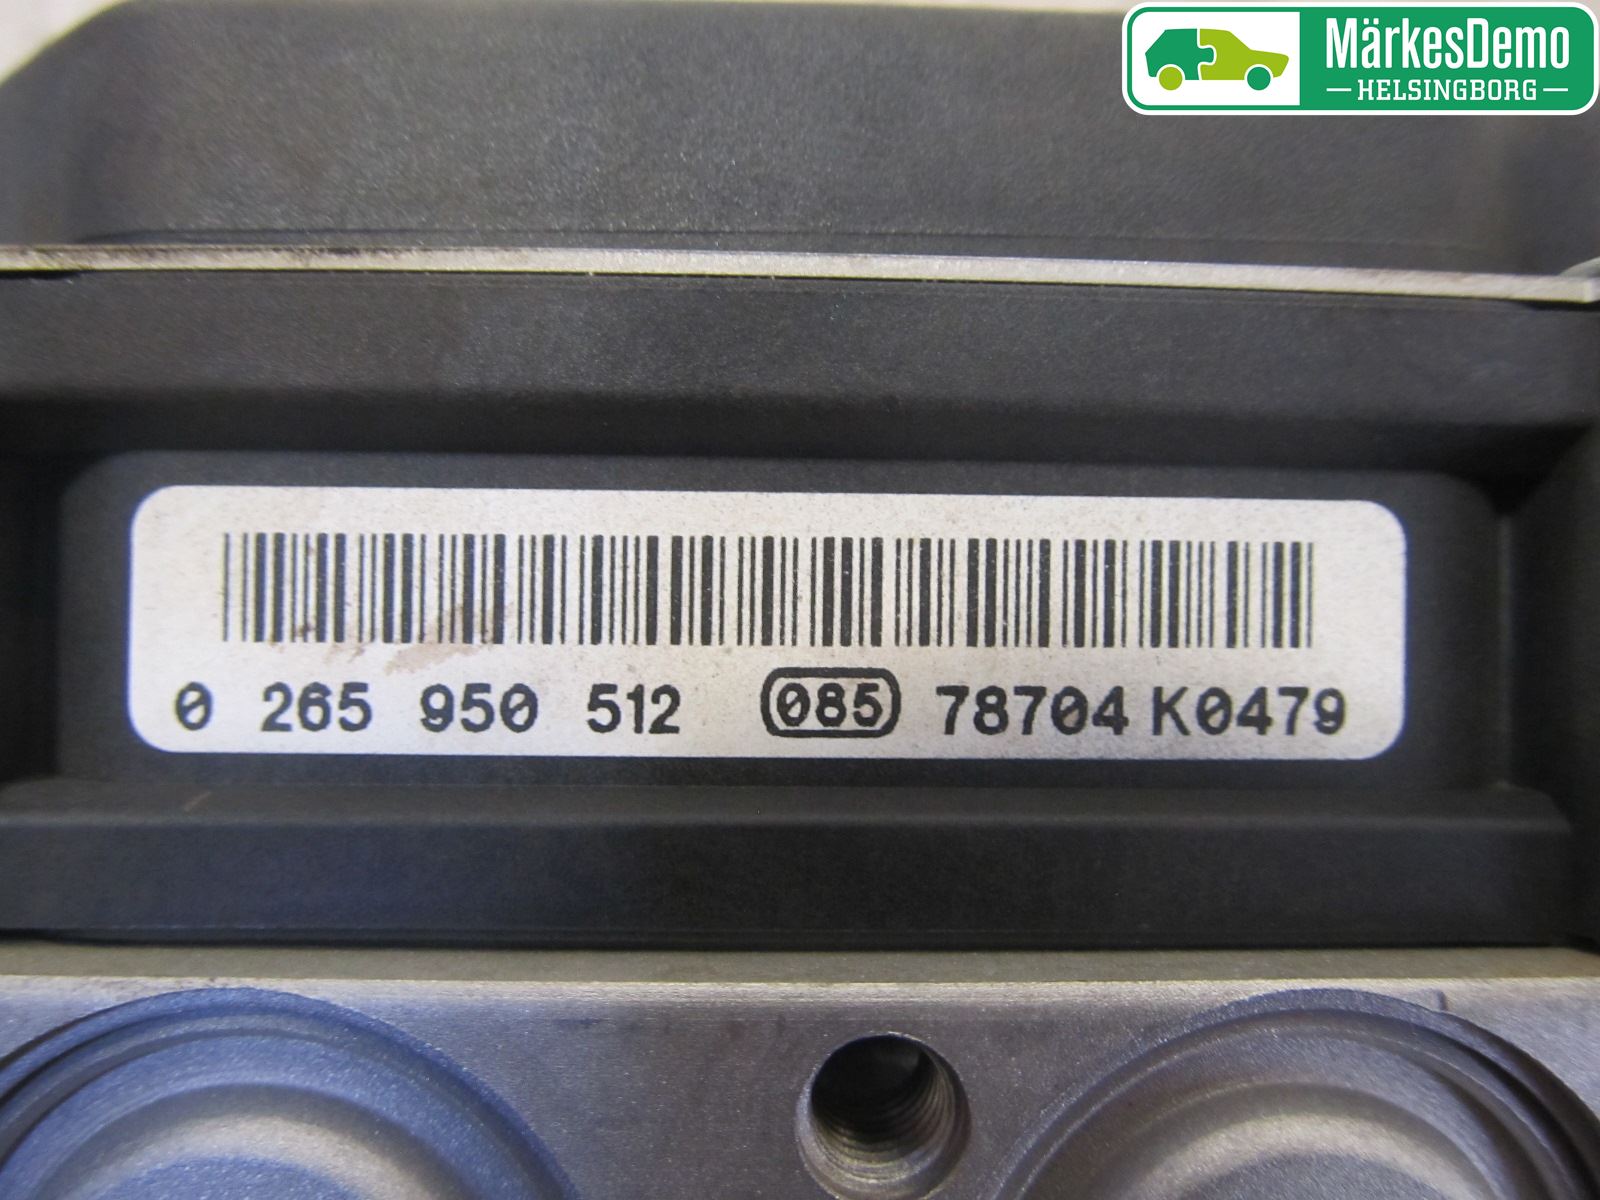 MärkesDemo
HELSINGBORG
0 265 950 512 085 78704 K0479